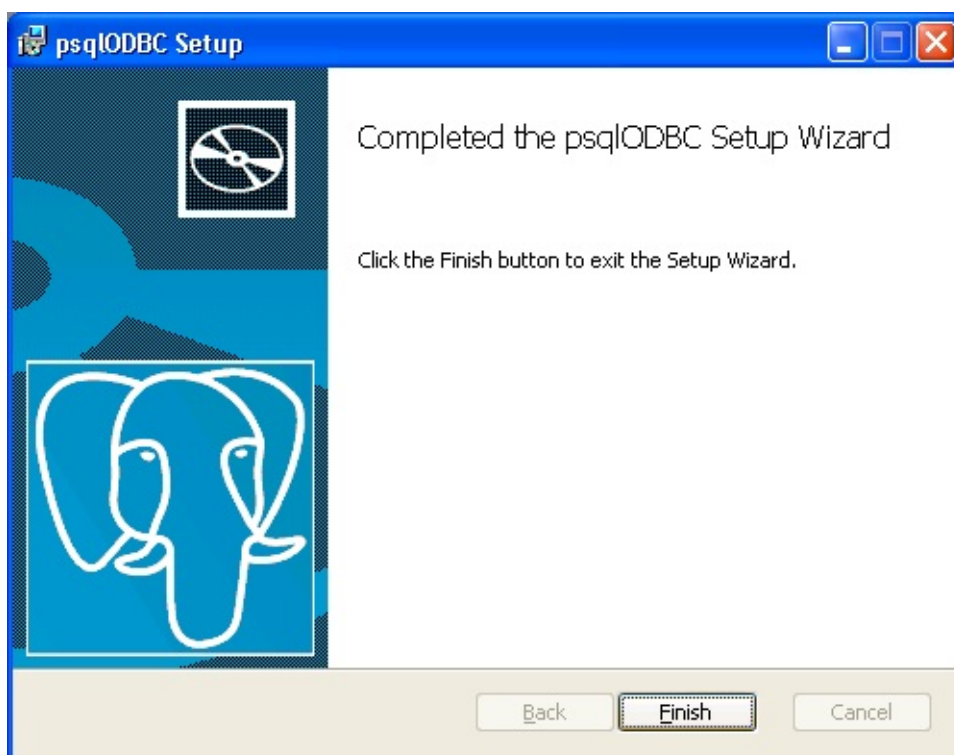 psqlODBC Setup
Completed the psqlODBC Setup Wizard
Click the Finish button to exit the Setup Wizard.
Back Finish Cancel